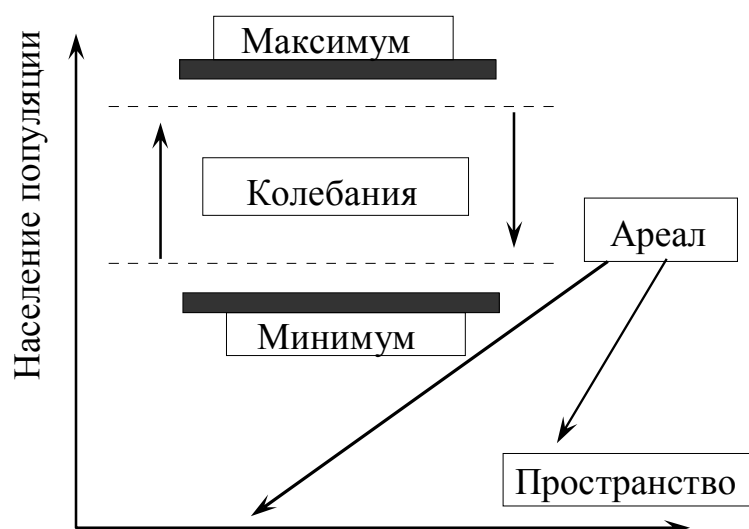 Максимум
Население популяции
Колебания
Ареал
Минимум
Пространство